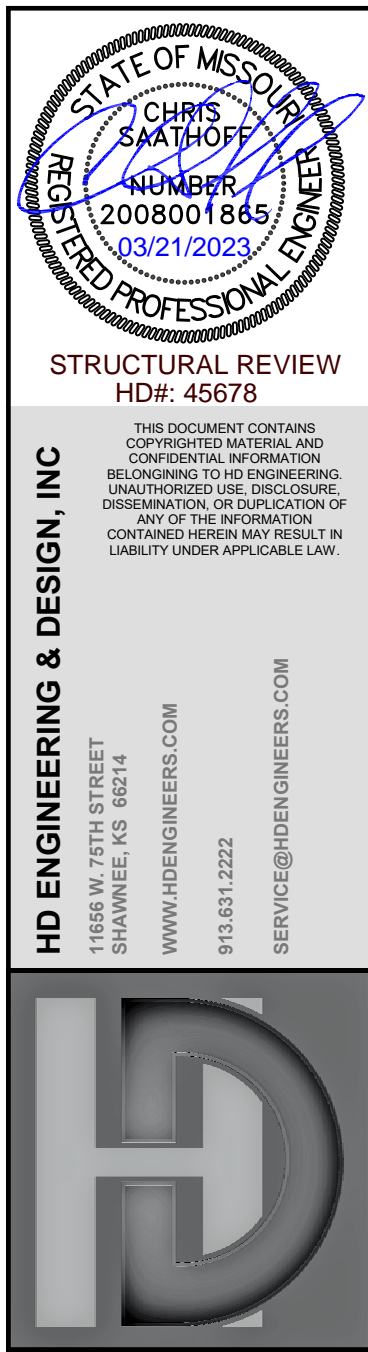 STATE OF MISSOURI
CHRIS
SAATHOFF
NUMBER
2008001865
03/21/2023
REGISTERED PROFESSIONAL ENGINEER
STRUCTURAL REVIEW
HD#: 45678
THIS DOCUMENT CONTAINS
COPYRIGHTED MATERIAL AND
CONFIDENTIAL INFORMATION
BELONGINING TO HD ENGINEERING.
UNAUTHORIZED USE, DISCLOSURE,
DISSEMINATION, OR DUPLICATION OF
ANY OF THE INFORMATION
CONTAINED HEREIN MAY RESULT IN
LIABILITY UNDER APPLICABLE LAW.
HD ENGINEERING & DESIGN, INC
11656 W. 75TH STREET
SHAWNEE, KS 66214
WWW.HDENGINEERS.COM
913.631.2222
SERVICE@HDENGINEERS.COM
HD